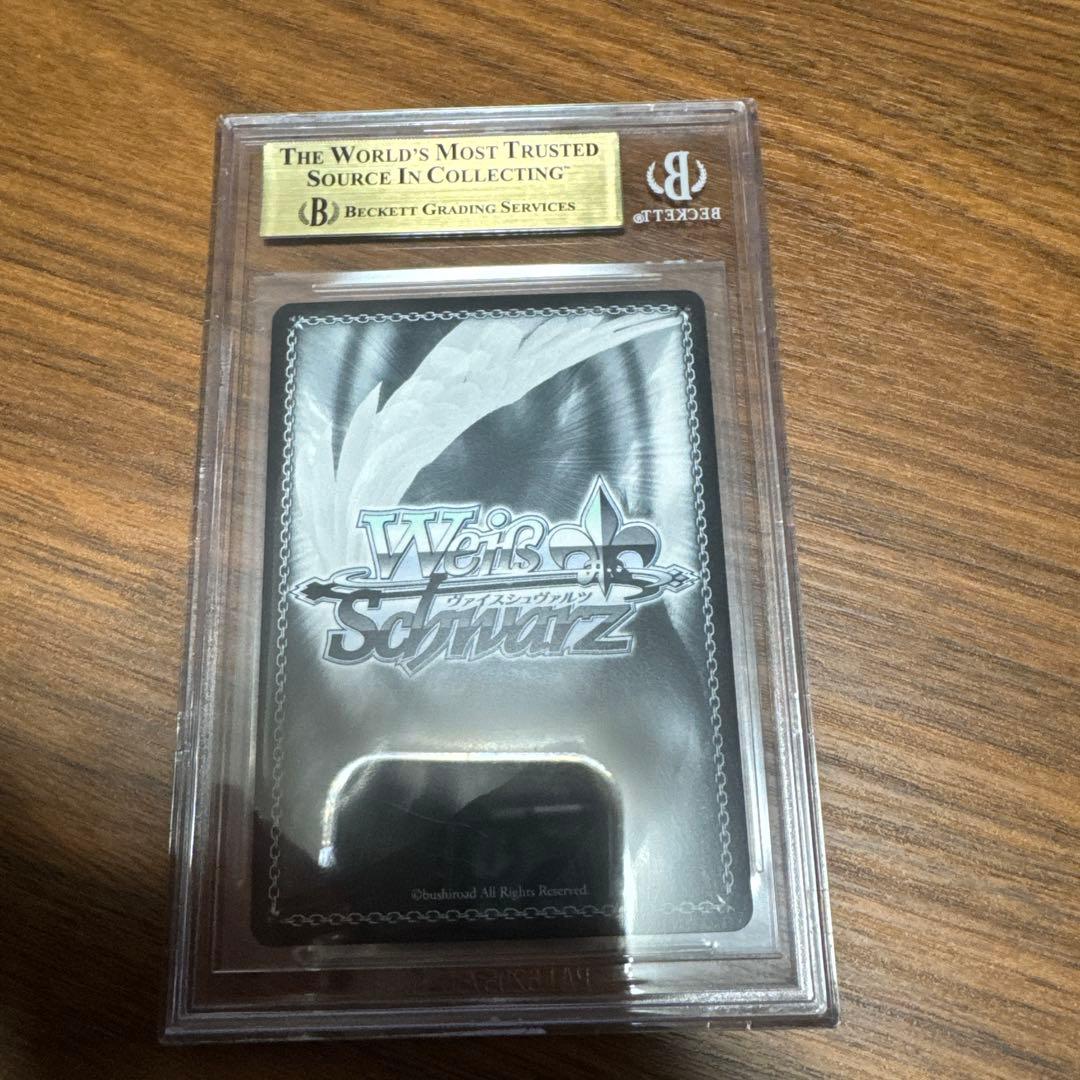 THE WORLD'S MOST TRUSTED
SOURCE IN COLLECTING™
B BECKETT GRADING SERVICES
B
BECKETT®
Weiß
ヴァイスシュヴァルツ
Schwarz
©bushiroad All Rights Reserved.